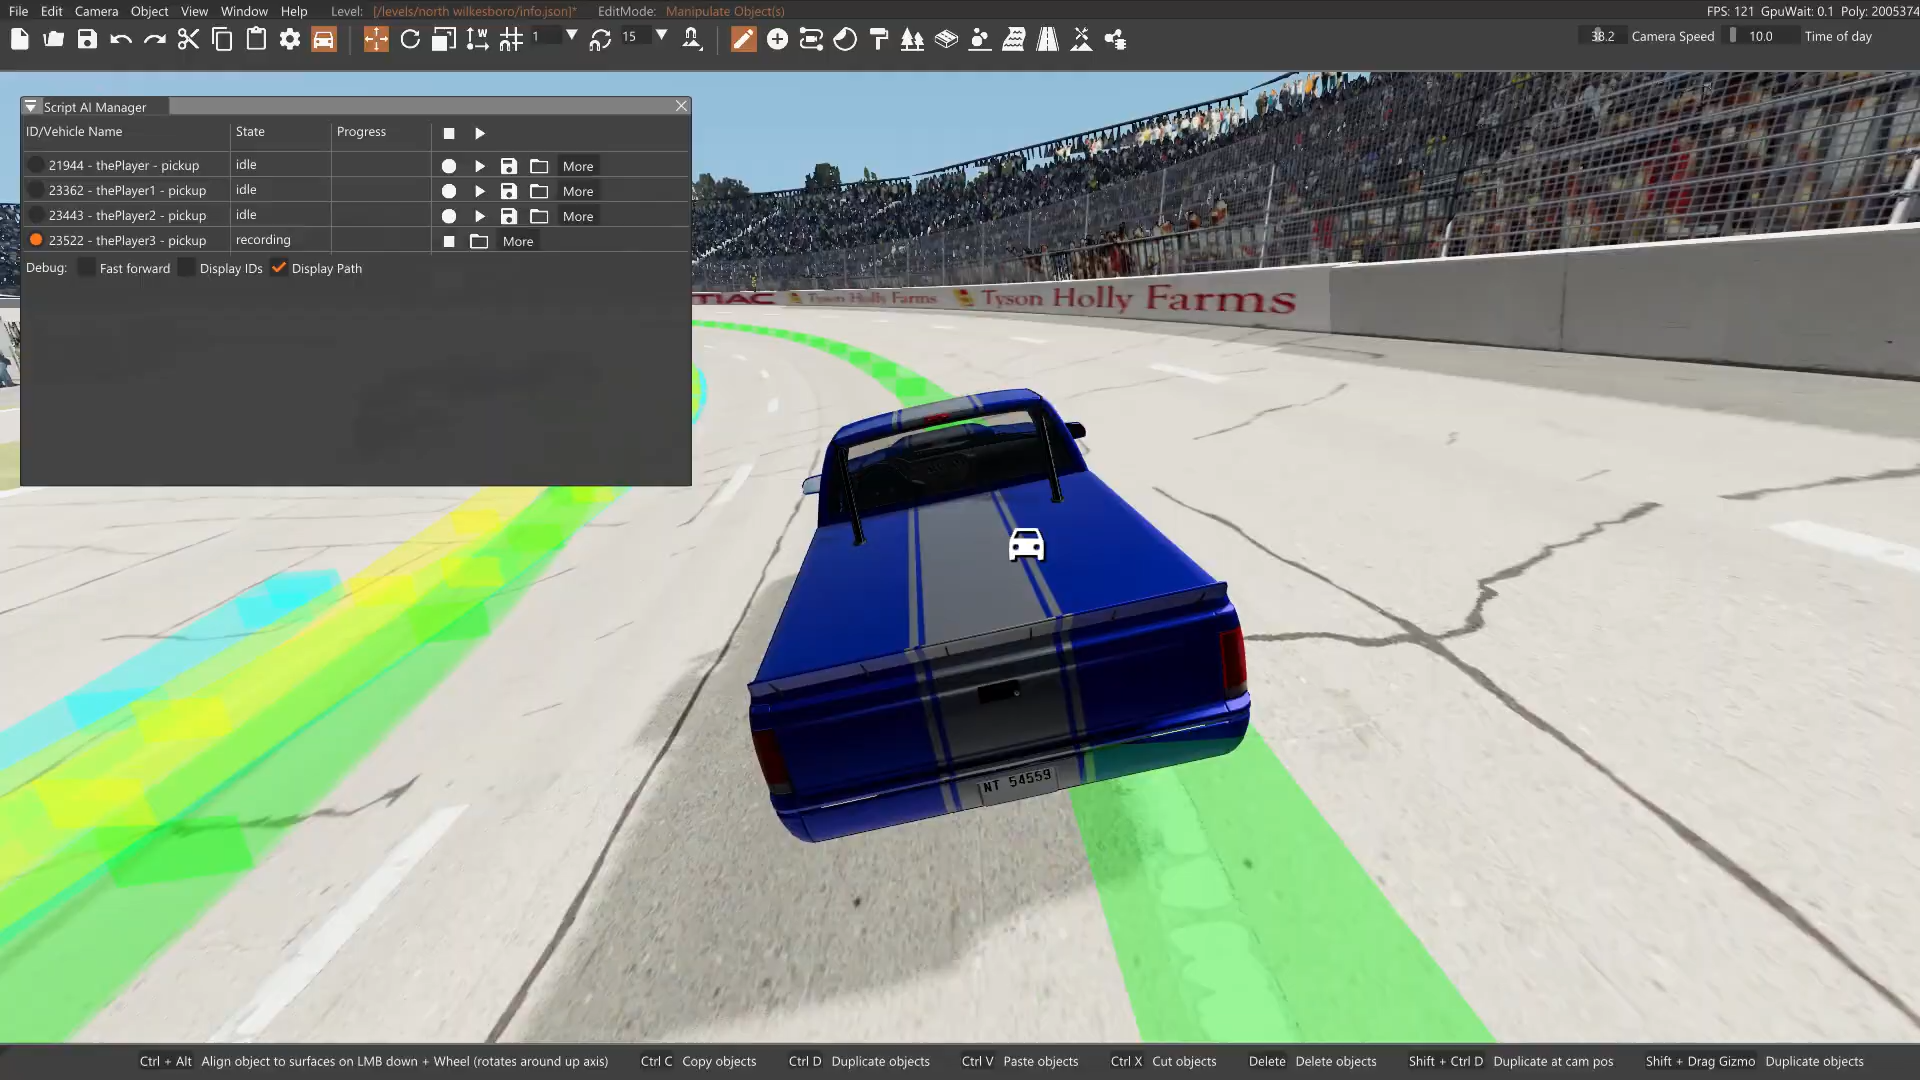 File Edit Camera Object View Window Help Level: [/levels/north wilkesboro/info.json]* EditMode: Manipulate Object(s) FPS: 121 GpuWait: 0.1 Poly: 2005374
1 15 38.2 Camera Speed 10.0 Time of day
Script AI Manager
ID/Vehicle Name State Progress
21944 - thePlayer - pickup idle More
23362 - thePlayer1 - pickup idle More
23443 - thePlayer2 - pickup idle More
23522 - thePlayer3 - pickup recording More
Debug: Fast forward Display IDs Display Path
TIAC Tyson Holly Farms Tyson Holly Farms
NT 54559
Ctrl + Alt Align object to surfaces on LMB down + Wheel (rotates around up axis) Ctrl C Copy objects Ctrl D Duplicate objects Ctrl V Paste objects Ctrl X Cut objects Delete Delete objects Shift + Ctrl D Duplicate at cam pos Shift + Drag Gizmo Duplicate objects